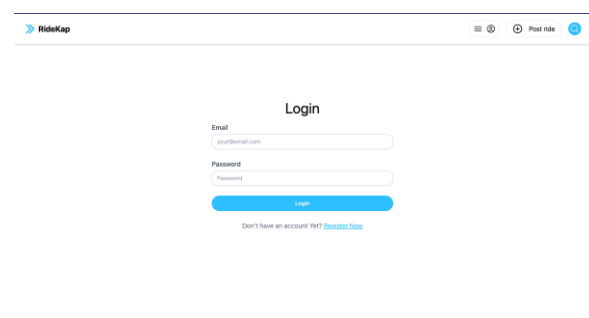 RideKap
Post ride
Login
Email
your@email.com
Password
Password
Login
Don't have an account Yet? Register Now